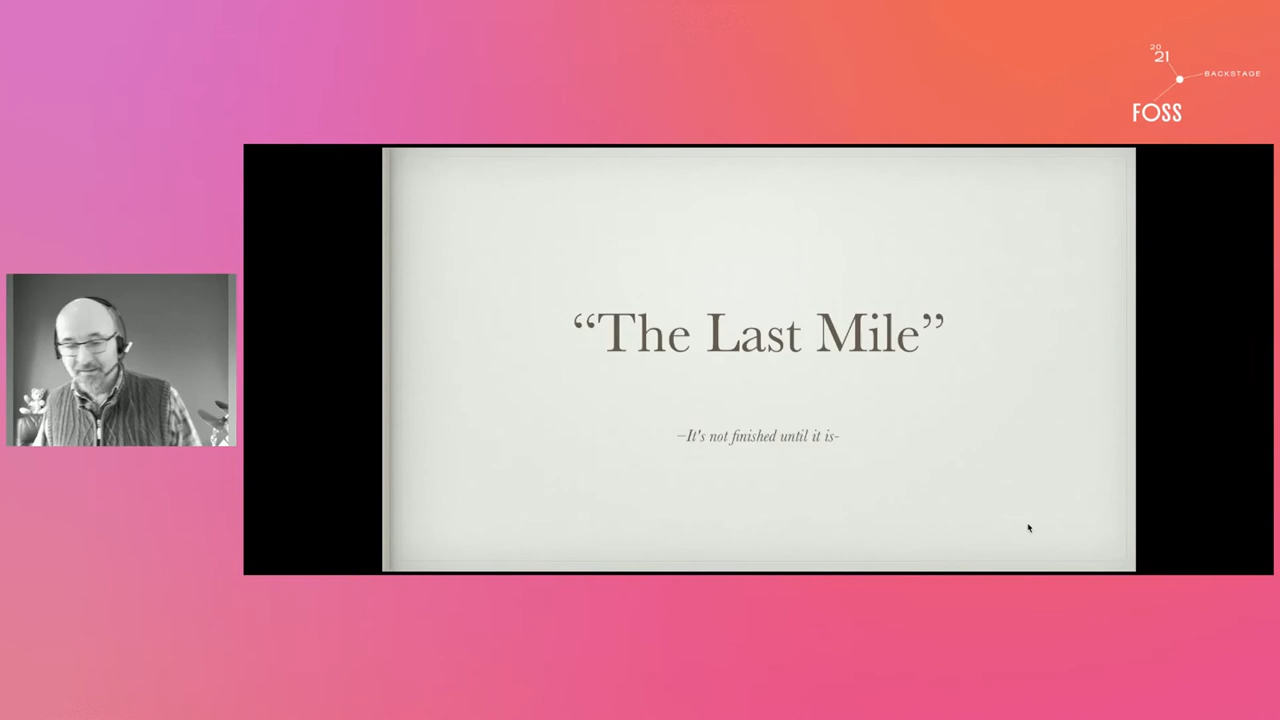 20
21
BACKSTAGE
FOSS
“The Last Mile”
–It's not finished until it is-